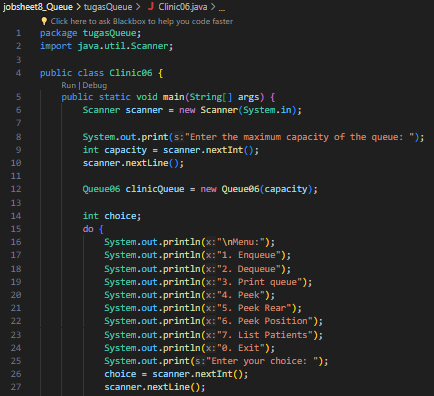 jobsheet8_Queue > tugasQueue > J Clinic06.java > ...
Click here to ask Blackbox to help you code faster
1 package tugasQueue;
2 import java.util.Scanner;
3
4 public class Clinic06 {
Run | Debug
5 public static void main(String[] args) {
6 Scanner scanner = new Scanner(System.in);
7
8 System.out.print(s:"Enter the maximum capacity of the queue: ");
9 int capacity = scanner.nextInt();
10 scanner.nextLine();
11
12 Queue06 clinicQueue = new Queue06(capacity);
13
14 int choice;
15 do {
16 System.out.println(x:"\nMenu:");
17 System.out.println(x:"1. Enqueue");
18 System.out.println(x:"2. Dequeue");
19 System.out.println(x:"3. Print queue");
20 System.out.println(x:"4. Peek");
21 System.out.println(x:"5. Peek Rear");
22 System.out.println(x:"6. Peek Position");
23 System.out.println(x:"7. List Patients");
24 System.out.println(x:"0. Exit");
25 System.out.print(s:"Enter your choice: ");
26 choice = scanner.nextInt();
27 scanner.nextLine();